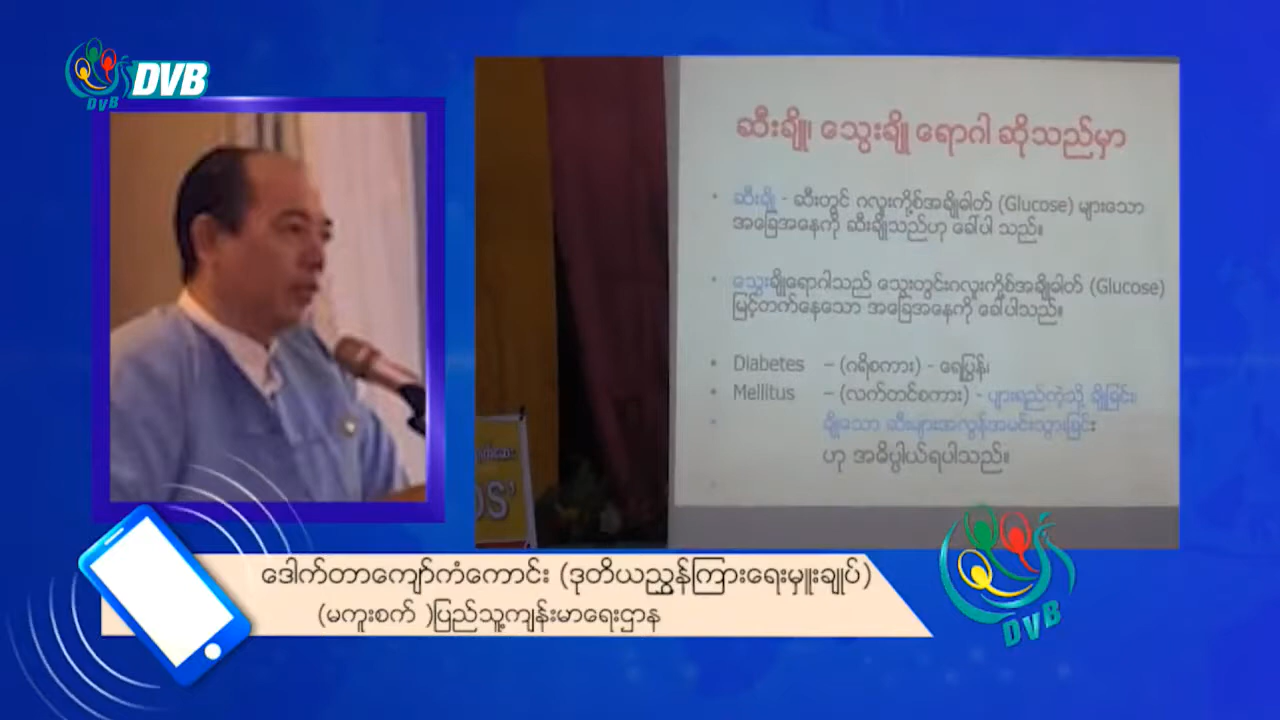 DVB
DVB
ဆီးချို၊ သွေးချို ရောဂါ ဆိုသည်မှာ
• ဆီးချို - ဆီးတွင် ဂလူးကို့စ်အချိုဓါတ် (Glucose) များသော
အခြေအနေကို ဆီးချိုသည်ဟု ခေါ်ပါ သည်။
• သွေးချိုရောဂါသည် သွေးတွင်းဂလူးကို့စ်အချိုဓါတ် (Glucose)
မြင့်တက်နေသော အခြေအနေကို ခေါ်ပါသည်။
• Diabetes – (ဂရိစကား) - ရေပြွန်၊
• Mellitus – (လက်တင်စကား) - ပျားရည်ကဲ့သို့ ချိုခြင်း၊
ချိုသော ဆီးများအလွန်အမင်းသွားခြင်း
ဟု အဓိပ္ပါယ်ရပါသည်။
ဒေါက်တာကျော်ကံကောင်း (ဒုတိယညွှန်ကြားရေးမှူးချုပ်)
(မကူးစက် )ပြည်သူ့ကျန်းမာရေးဌာန
DVB